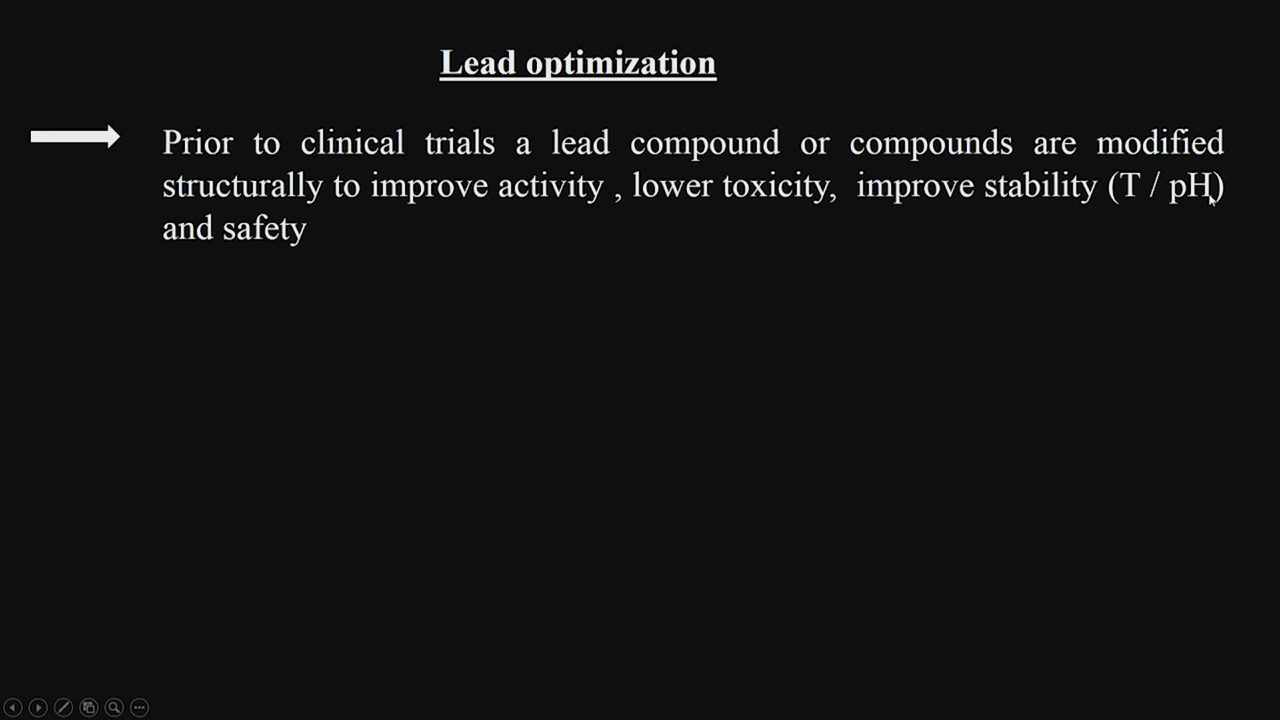 Lead optimization
Prior to clinical trials a lead compound or compounds are modified
structurally to improve activity , lower toxicity, improve stability (T / pH)
and safety